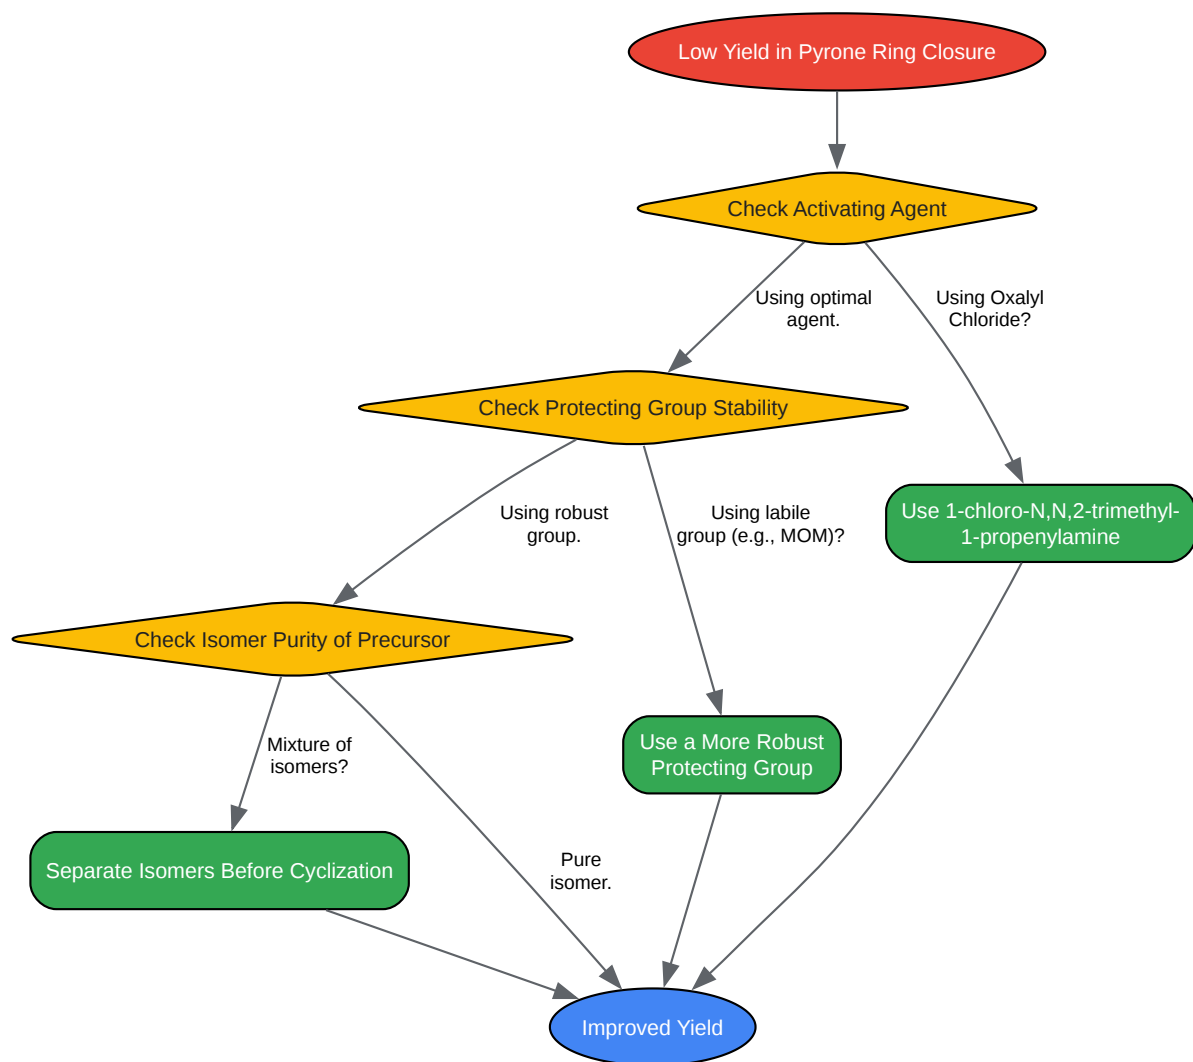 Low Yield in Pyrone Ring Closure
Check Activating Agent
Using optimal
agent.
Using Oxalyl
Chloride?
Check Protecting Group Stability
Using robust
group.
Using labile
group (e.g., MOM)?
Use 1-chloro-N,N,2-trimethyl-
1-propenylamine
Check Isomer Purity of Precursor
Mixture of
isomers?
Use a More Robust
Protecting Group
Separate Isomers Before Cyclization
Pure
isomer.
Improved Yield